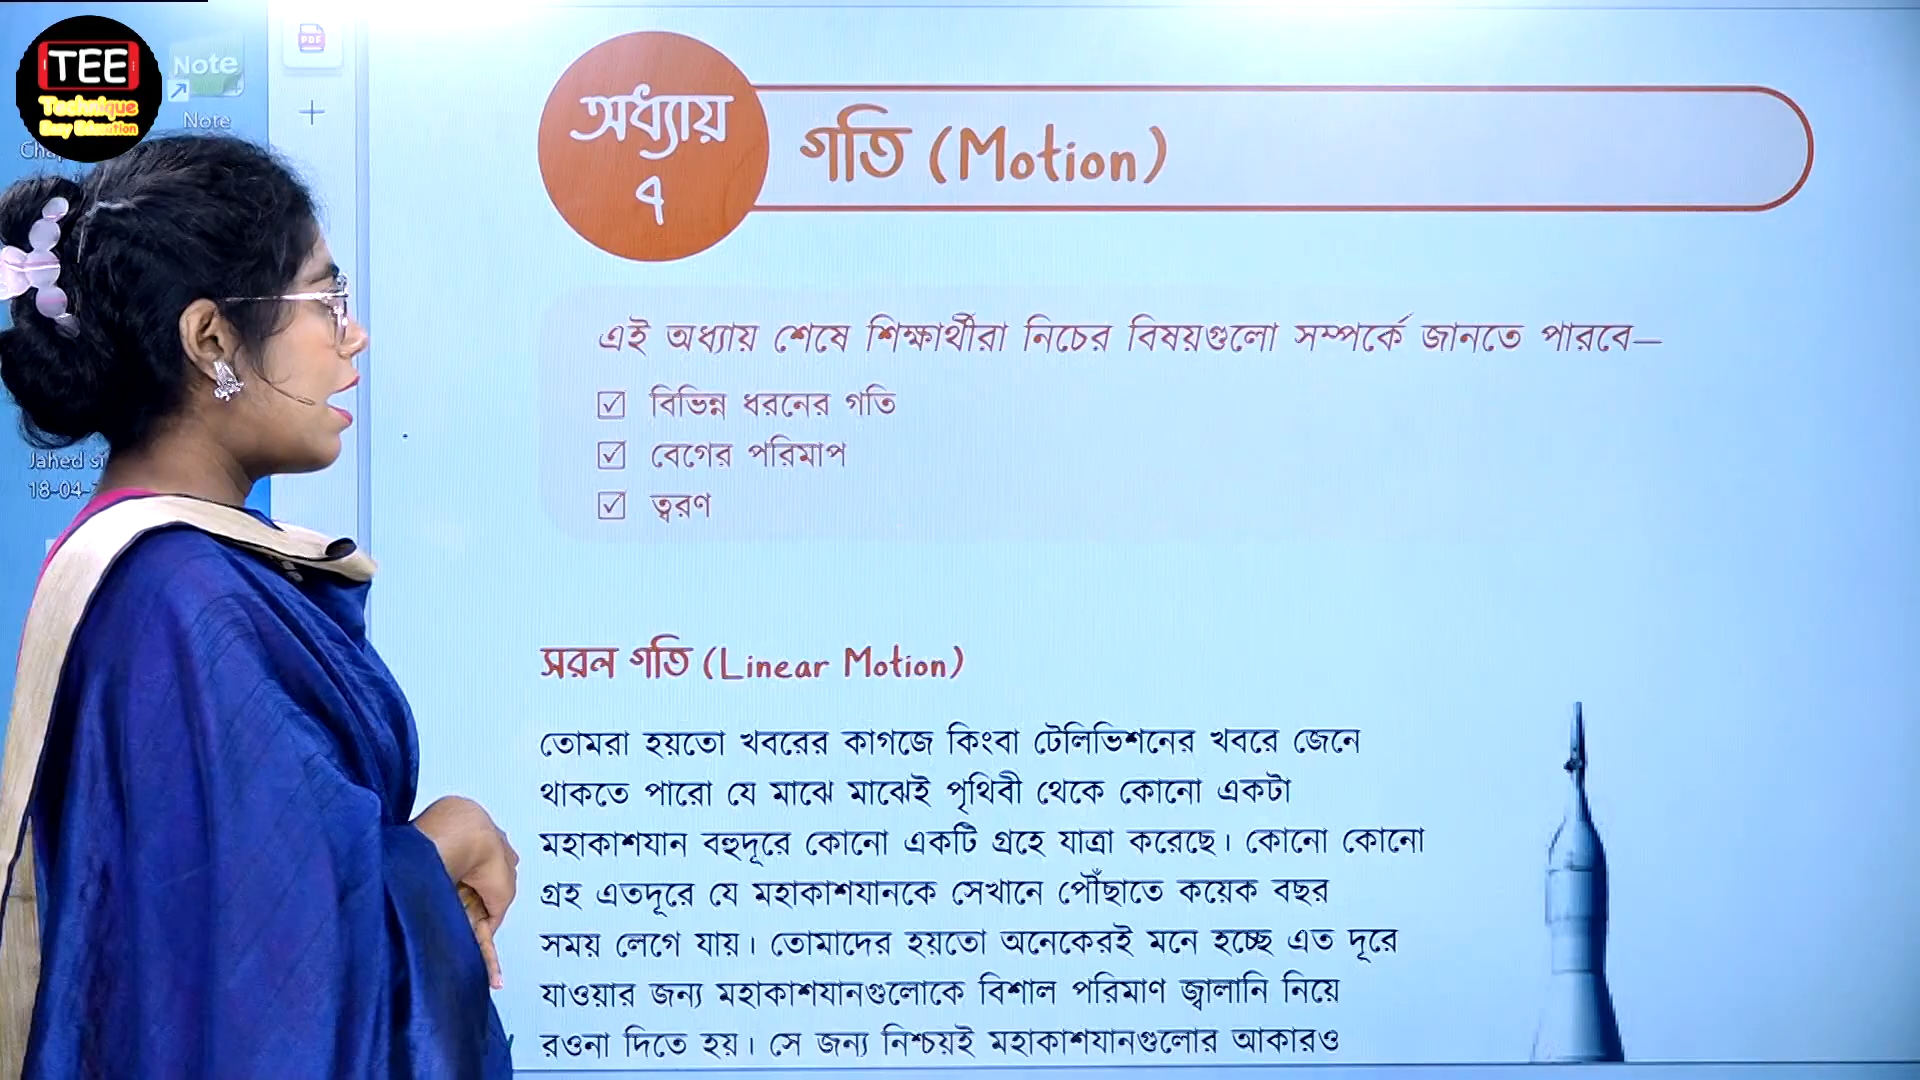 TEE
Technique
Easy Education
Note
Note
Jahed si
18-04-
PDF
অধ্যায়
৭
গতি (Motion)
এই অধ্যায় শেষে শিক্ষার্থীরা নিচের বিষয়গুলো সম্পর্কে জানতে পারবে—
বিভিন্ন ধরনের গতি
বেগের পরিমাপ
ত্বরণ
সরল গতি (Linear Motion)
তোমরা হয়তো খবরের কাগজে কিংবা টেলিভিশনের খবরে জেনে
থাকতে পারো যে মাঝে মাঝেই পৃথিবী থেকে কোনো একটা
মহাকাশযান বহুদূরে কোনো একটি গ্রহে যাত্রা করেছে। কোনো কোনো
গ্রহ এতদূরে যে মহাকাশযানকে সেখানে পৌঁছাতে কয়েক বছর
সময় লেগে যায়। তোমাদের হয়তো অনেকেরই মনে হচ্ছে এত দূরে
যাওয়ার জন্য মহাকাশযানগুলোকে বিশাল পরিমাণ জ্বালানি নিয়ে
রওনা দিতে হয়। সে জন্য নিশ্চয়ই মহাকাশযানগুলোর আকারও